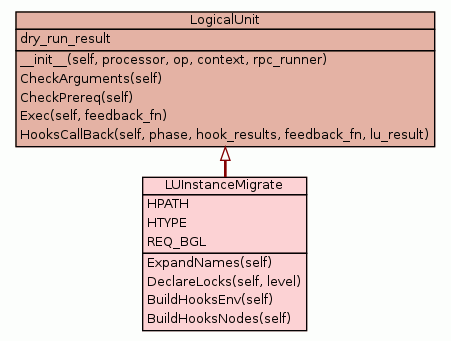 LogicalUnit
dry_run_result
__init__(self, processor, op, context, rpc_runner)
CheckArguments(self)
CheckPrereq(self)
Exec(self, feedback_fn)
HooksCallBack(self, phase, hook_results, feedback_fn, lu_result)
LUInstanceMigrate
HPATH
HTYPE
REQ_BGL
ExpandNames(self)
DeclareLocks(self, level)
BuildHooksEnv(self)
BuildHooksNodes(self)